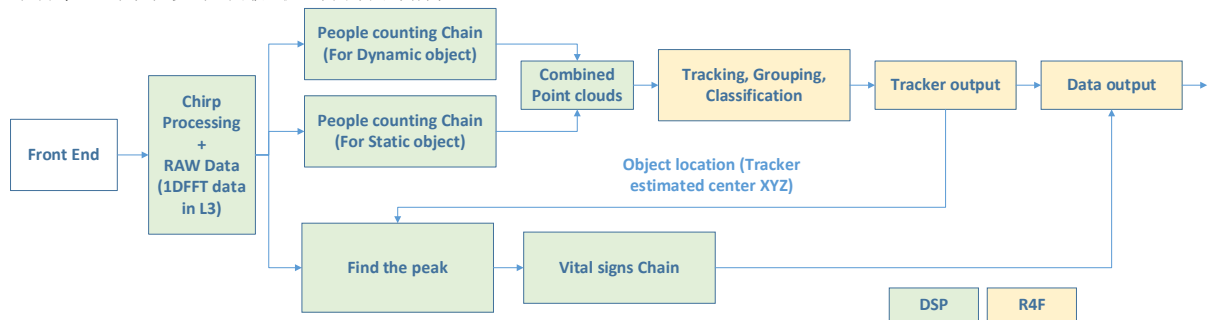 People counting Chain
(For Dynamic object)
Combined
Point clouds
Tracking, Grouping,
Classification
Tracker output
Data output
Chirp
Processing
+
RAW Data
(1DFFT data
in L3)
Front End
People counting Chain
(For Static object)
Object location (Tracker
estimated center XYZ)
Find the peak
Vital signs Chain
DSP
R4F